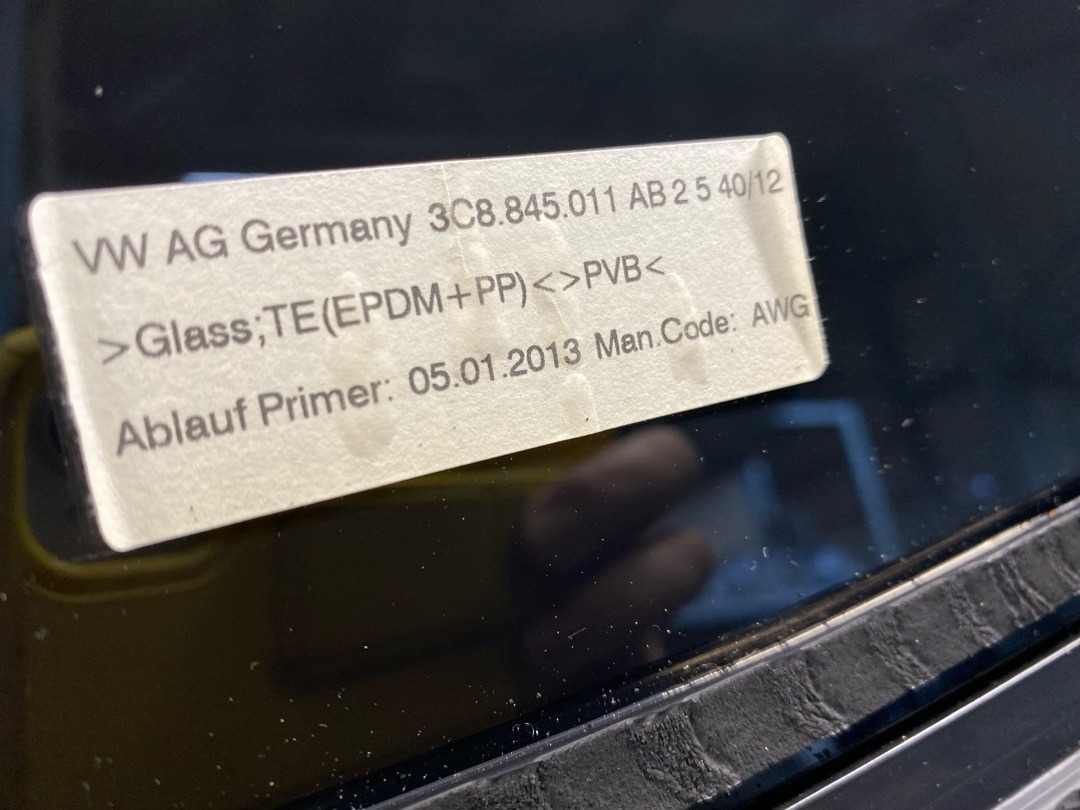 VW AG Germany 3C8.845.011 AB 2 5 40/12
>Glass;TE(EPDM+PP)<>PVB<
Ablauf Primer: 05.01.2013 Man.Code: AWG